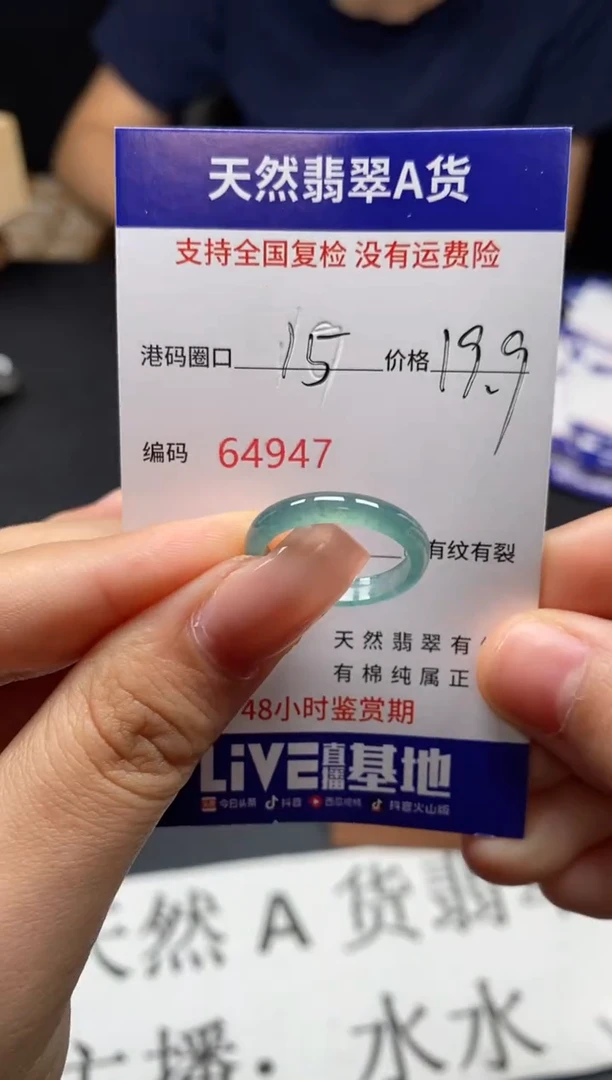 天然翡翠A货
支持全国复检 没有运费险
港码圈口 15 价格 19.9
编码 64947
有纹有裂
天然翡翠有
有棉纯属正
48小时鉴赏期
LiVE直播基地
今日头条 抖音 西瓜视频 抖音火山版
天然A货翡翠
主播：水水